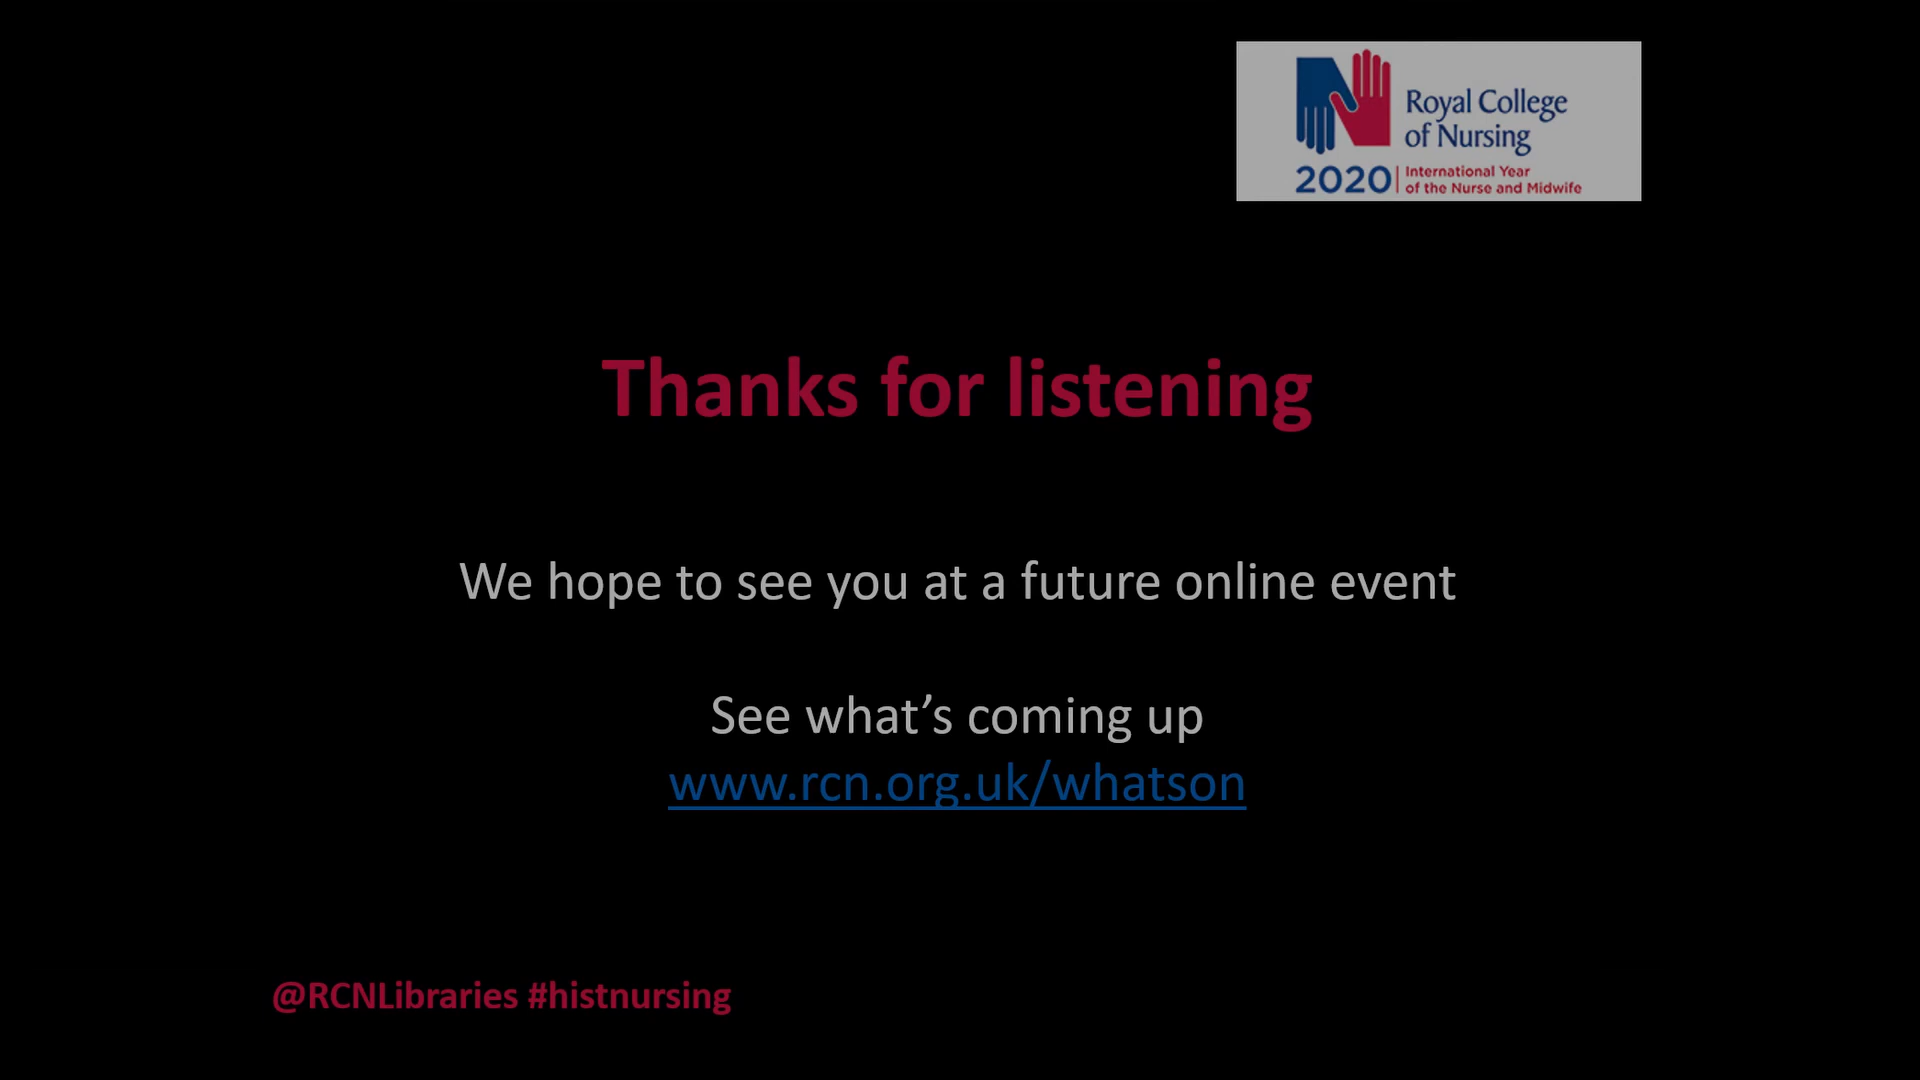 Royal College
of Nursing
2020
International Year
of the Nurse and Midwife
Thanks for listening
We hope to see you at a future online event
See what’s coming up
www.rcn.org.uk/whatson
@RCNLibraries #histnursing